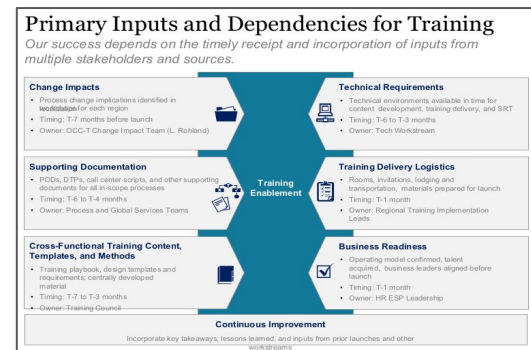 Primary Inputs and Dependencies for Training
Our success depends on the timely receipt and incorporation of inputs from
multiple stakeholders and sources.
Change Impacts
• Process change implications identified in
for each region
• Timing: T-7 months before launch
• Owner: OCC-T Change Impact Team (L. Rohland)
Supporting Documentation
• PDDs, DTPs, call center scripts, and other supporting
documents for all in-scope processes
• Timing: T-6 to T-4 months
• Owner: Process and Global Services Teams
Cross-Functional Training Content,
Templates, and Methods
• Training playbook, design templates and
requirements; centrally developed
material
• Timing: T-7 to T-3 months
• Owner: Training Council
Training
Enablement
Technical Requirements
• Technical environments available in time for
content development, training delivery, and SRT
• Timing: T-6 to T-3 months
• Owner: Tech Workstream
Training Delivery Logistics
• Rooms, invitations, lodging and
transportation, materials prepared for launch
• Timing: T-1 month
• Owner: Regional Training Implementation
Leads
Business Readiness
• Operating model confirmed, talent
acquired, business leaders aligned before
launch
• Timing: T-1 month
• Owner: HR ESP Leadership
Continuous Improvement
Incorporate key takeaways, lessons learned, and inputs from prior launches and other
workstreams